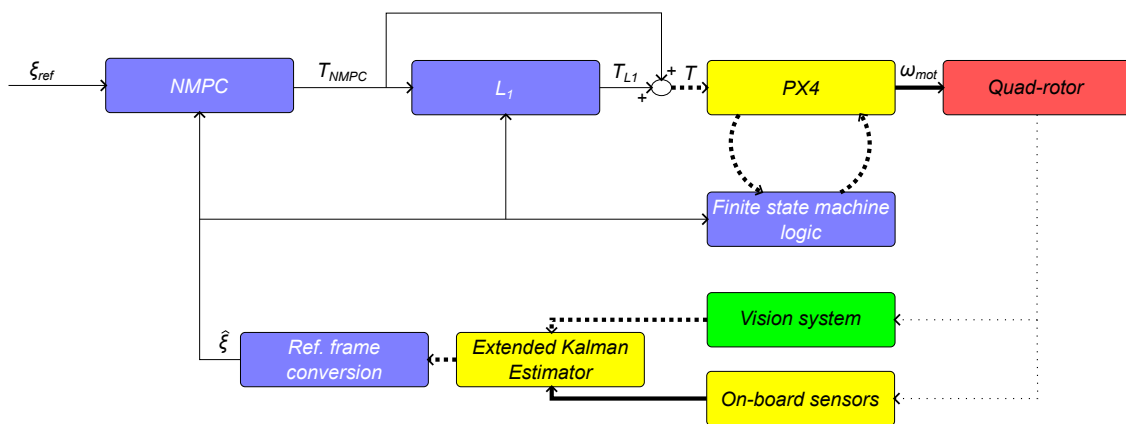 ξref
NMPC
TNMPC
L1
TL1
+
+
T
PX4
ωmot
Quad-rotor
Finite state machine
logic
Vision system
ξ̂
Ref. frame
conversion
Extended Kalman
Estimator
On-board sensors